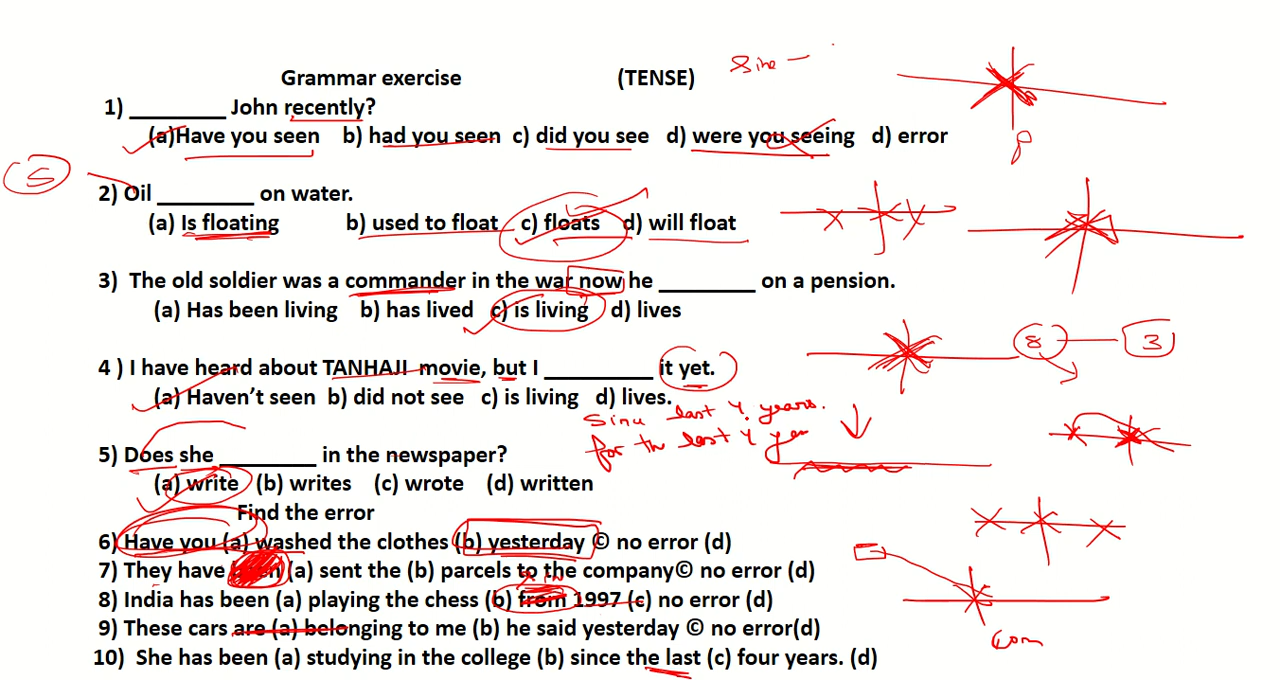 Grammar exercise (TENSE) Sine —
1) ________ John recently?
(a)Have you seen b) had you seen c) did you see d) were you seeing d) error
5
2) Oil ________ on water.
(a) Is floating b) used to float c) floats d) will float
3) The old soldier was a commander in the war now he ________ on a pension.
(a) Has been living b) has lived c) is living d) lives
8 3
4 ) I have heard about TANHAJI movie, but I ________ it yet.
(a) Haven’t seen b) did not see c) is living d) lives.
Since last 4 years.
for the last 4 year
5) Does she ________ in the newspaper?
(a) write (b) writes (c) wrote (d) written
Find the error
6) Have you (a) washed the clothes (b) yesterday © no error (d)
7) They have (a) sent the (b) parcels to the company© no error (d)
8) India has been (a) playing the chess (b) from 1997 (c) no error (d)
9) These cars are (a) belonging to me (b) he said yesterday © no error(d)
10) She has been (a) studying in the college (b) since the last (c) four years. (d)